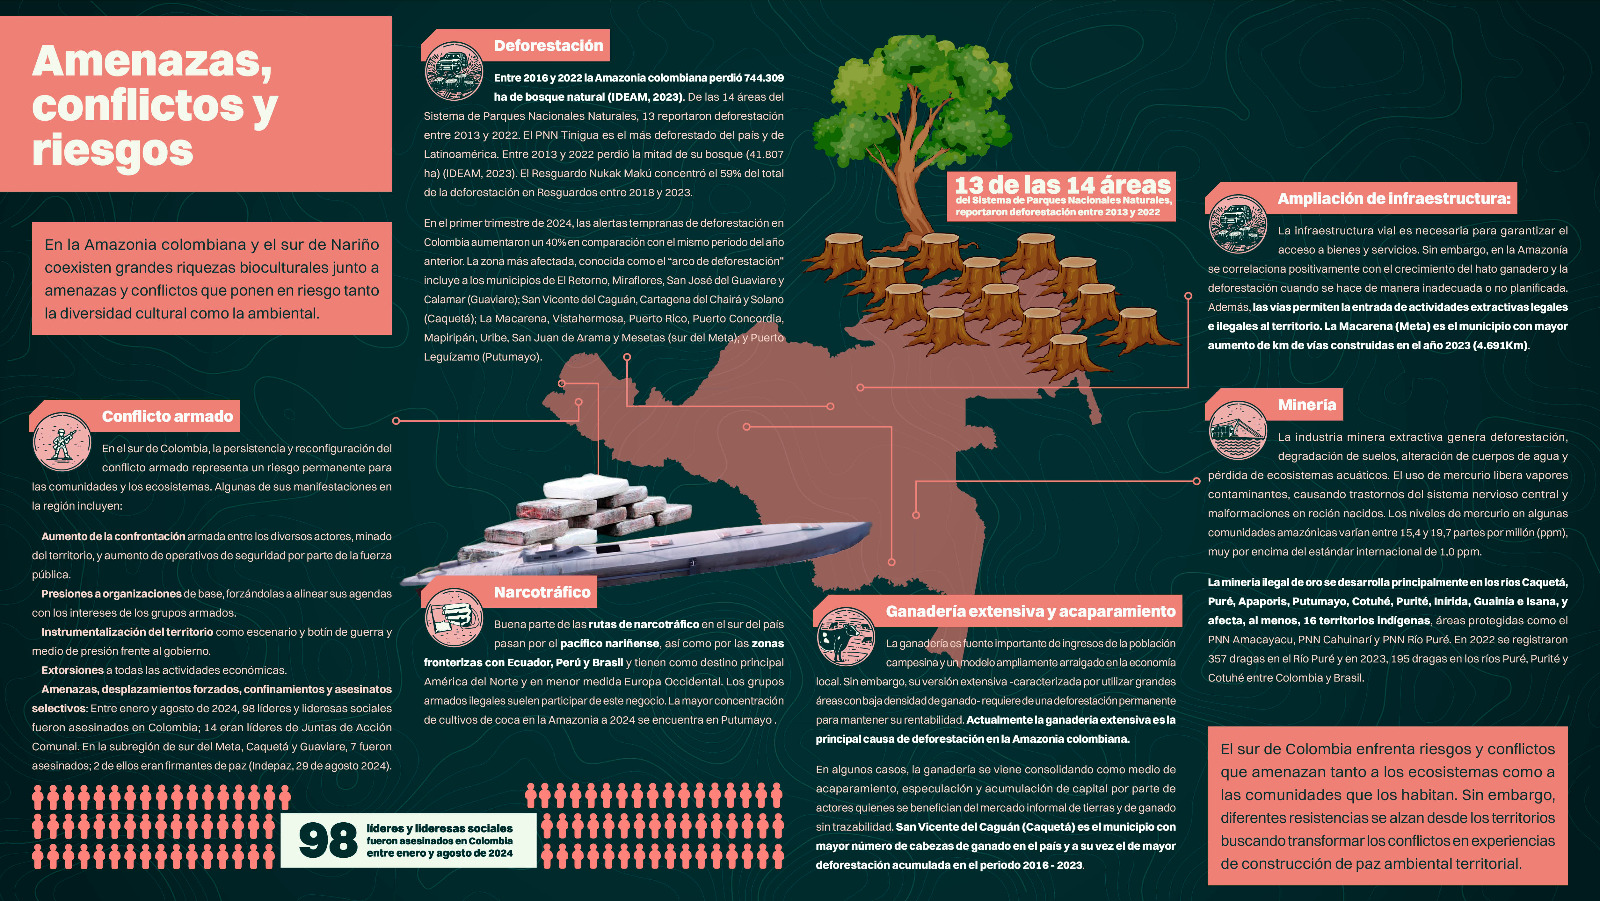 Amenazas,
conflictos y
riesgos
En la Amazonia colombiana y el sur de Nariño
coexisten grandes riquezas bioculturales junto a
amenazas y conflictos que ponen en riesgo tanto
la diversidad cultural como la ambiental.
Conflicto armado
En el sur de Colombia, la persistencia y reconfiguración del
conflicto armado representa un riesgo permanente para
las comunidades y los ecosistemas. Algunas de sus manifestaciones en
la región incluyen:
Aumento de la confrontación armada entre los diversos actores, minado
del territorio, y aumento de operativos de seguridad por parte de la fuerza
pública.
Presiones a organizaciones de base, forzándolas a alinear sus agendas
con los intereses de los grupos armados.
Instrumentalización del territorio como escenario y botín de guerra y
medio de presión frente al gobierno.
Extorsiones a todas las actividades económicas.
Amenazas, desplazamientos forzados, confinamientos y asesinatos
selectivos: Entre enero y agosto de 2024, 98 líderes y lideresas sociales
fueron asesinados en Colombia; 14 eran líderes de Juntas de Acción
Comunal. En la subregión de sur del Meta, Caquetá y Guaviare, 7 fueron
asesinados; 2 de ellos eran firmantes de paz (Indepaz, 29 de agosto 2024).
98
líderes y lideresas sociales
fueron asesinados en Colombia
entre enero y agosto de 2024
Deforestación
Entre 2016 y 2022 la Amazonia colombiana perdió 744.309
ha de bosque natural (IDEAM, 2023). De las 14 áreas del
Sistema de Parques Nacionales Naturales, 13 reportaron deforestación
entre 2013 y 2022. El PNN Tinigua es el más deforestado del país y de
Latinoamérica. Entre 2013 y 2022 perdió la mitad de su bosque (41.807
ha) (IDEAM, 2023). El Resguardo Nukak Makú concentró el 59% del total
de la deforestación en Resguardos entre 2018 y 2023.
En el primer trimestre de 2024, las alertas tempranas de deforestación en
Colombia aumentaron un 40% en comparación con el mismo período del año
anterior. La zona más afectada, conocida como el "arco de deforestación"
incluye a los municipios de El Retorno, Miraflores, San José del Guaviare y
Calamar (Guaviare); San Vicente del Caguán, Cartagena del Chairá y Solano
(Caquetá); La Macarena, Vistahermosa, Puerto Rico, Puerto Concordia,
Mapiripán, Uribe, San Juan de Arama y Mesetas (sur del Meta); y Puerto
Leguízamo (Putumayo).
Narcotráfico
Buena parte de las rutas de narcotráfico en el sur del país
pasan por el pacífico nariñense, así como por las zonas
fronterizas con Ecuador, Perú y Brasil y tienen como destino principal
América del Norte y en menor medida Europa Occidental. Los grupos
armados ilegales suelen participar de este negocio. La mayor concentración
de cultivos de coca en la Amazonia a 2024 se encuentra en Putumayo .
13 de las 14 áreas
del Sistema de Parques Nacionales Naturales,
reportaron deforestación entre 2013 y 2022
Ganadería extensiva y acaparamiento
La ganadería es fuente importante de ingresos de la población
campesina y un modelo ampliamente arraigado en la economía
local. Sin embargo, su versión extensiva -caracterizada por utilizar grandes
áreas con baja densidad de ganado- requiere de una deforestación permanente
para mantener su rentabilidad. Actualmente la ganadería extensiva es la
principal causa de deforestación en la Amazonia colombiana.
En algunos casos, la ganadería se viene consolidando como medio de
acaparamiento, especulación y acumulación de capital por parte de
actores quienes se benefician del mercado informal de tierras y de ganado
sin trazabilidad. San Vicente del Caguán (Caquetá) es el municipio con
mayor número de cabezas de ganado en el país y a su vez el de mayor
deforestación acumulada en el período 2016 - 2023.
Ampliación de infraestructura:
La infraestructura vial es necesaria para garantizar el
acceso a bienes y servicios. Sin embargo, en la Amazonía
se correlaciona positivamente con el crecimiento del hato ganadero y la
deforestación cuando se hace de manera inadecuada o no planificada.
Además, las vías permiten la entrada de actividades extractivas legales
e ilegales al territorio. La Macarena (Meta) es el municipio con mayor
aumento de km de vías construidas en el año 2023 (4.691Km).
Minería
La industria minera extractiva genera deforestación,
degradación de suelos, alteración de cuerpos de agua y
pérdida de ecosistemas acuáticos. El uso de mercurio libera vapores
contaminantes, causando trastornos del sistema nervioso central y
malformaciones en recién nacidos. Los niveles de mercurio en algunas
comunidades amazónicas varían entre 15,4 y 19,7 partes por millón (ppm),
muy por encima del estándar internacional de 1,0 ppm.
La minería ilegal de oro se desarrolla principalmente en los ríos Caquetá,
Puré, Apaporis, Putumayo, Cotuhé, Purité, Inírida, Guainía e Isana, y
afecta, al menos, 16 territorios indígenas, áreas protegidas como el
PNN Amacayacu, PNN Cahuinarí y PNN Río Puré. En 2022 se registraron
357 dragas en el Río Puré y en 2023, 195 dragas en los ríos Puré, Purité y
Cotuhé entre Colombia y Brasil.
El sur de Colombia enfrenta riesgos y conflictos
que amenazan tanto a los ecosistemas como a
las comunidades que los habitan. Sin embargo,
diferentes resistencias se alzan desde los territorios
buscando transformar los conflictos en experiencias
de construcción de paz ambiental territorial.